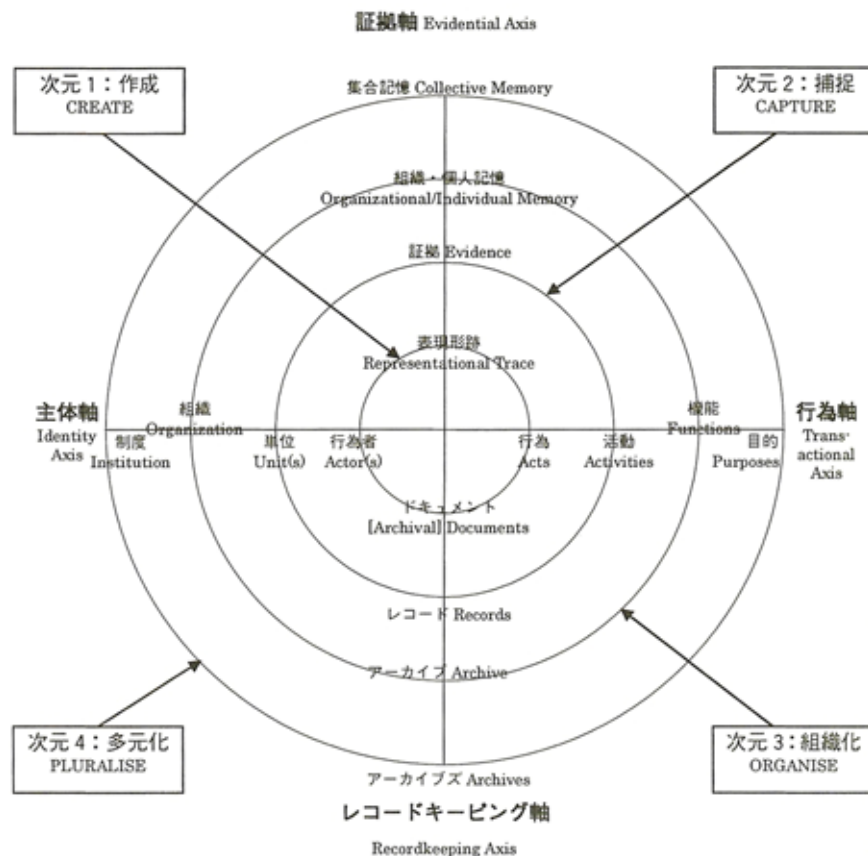 証拠軸 Evidential Axis
次元 1：作成
CREATE
次元 2：捕捉
CAPTURE
集合記憶 Collective Memory
組織・個人記憶
Organizational/Individual Memory
証拠 Evidence
表現形跡
Representational Trace
主体軸
Identity
Axis
制度
Institution
組織
Organization
単位
Unit(s)
行為者
Actor(s)
行為
Acts
活動
Activities
機能
Functions
目的
Purposes
行為軸
Trans-
actional
Axis
ドキュメント
[Archival] Documents
レコード Records
アーカイブ Archive
次元 4：多元化
PLURALISE
次元 3：組織化
ORGANISE
アーカイブズ Archives
レコードキーピング軸
Recordkeeping Axis